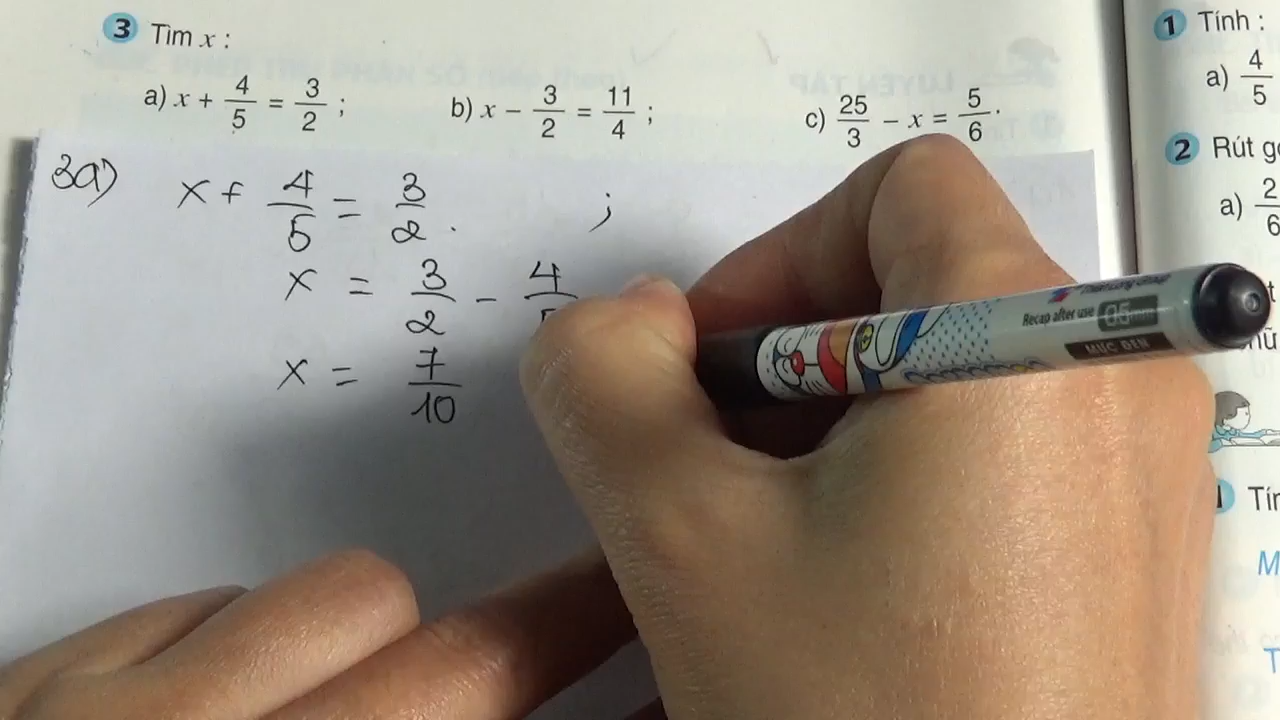 3 Tìm x :
a) x + 4/5 = 3/2 ; b) x − 3/2 = 11/4 ; c) 25/3 − x = 5/6 .
3a) x + 4/5 = 3/2 . ;
x = 3/2 - 4/
x = 7/10
Recap after use 0.5 mm
MỰC ĐEN
1 Tính :
a) 4/5
2 Rút
a) 2/6